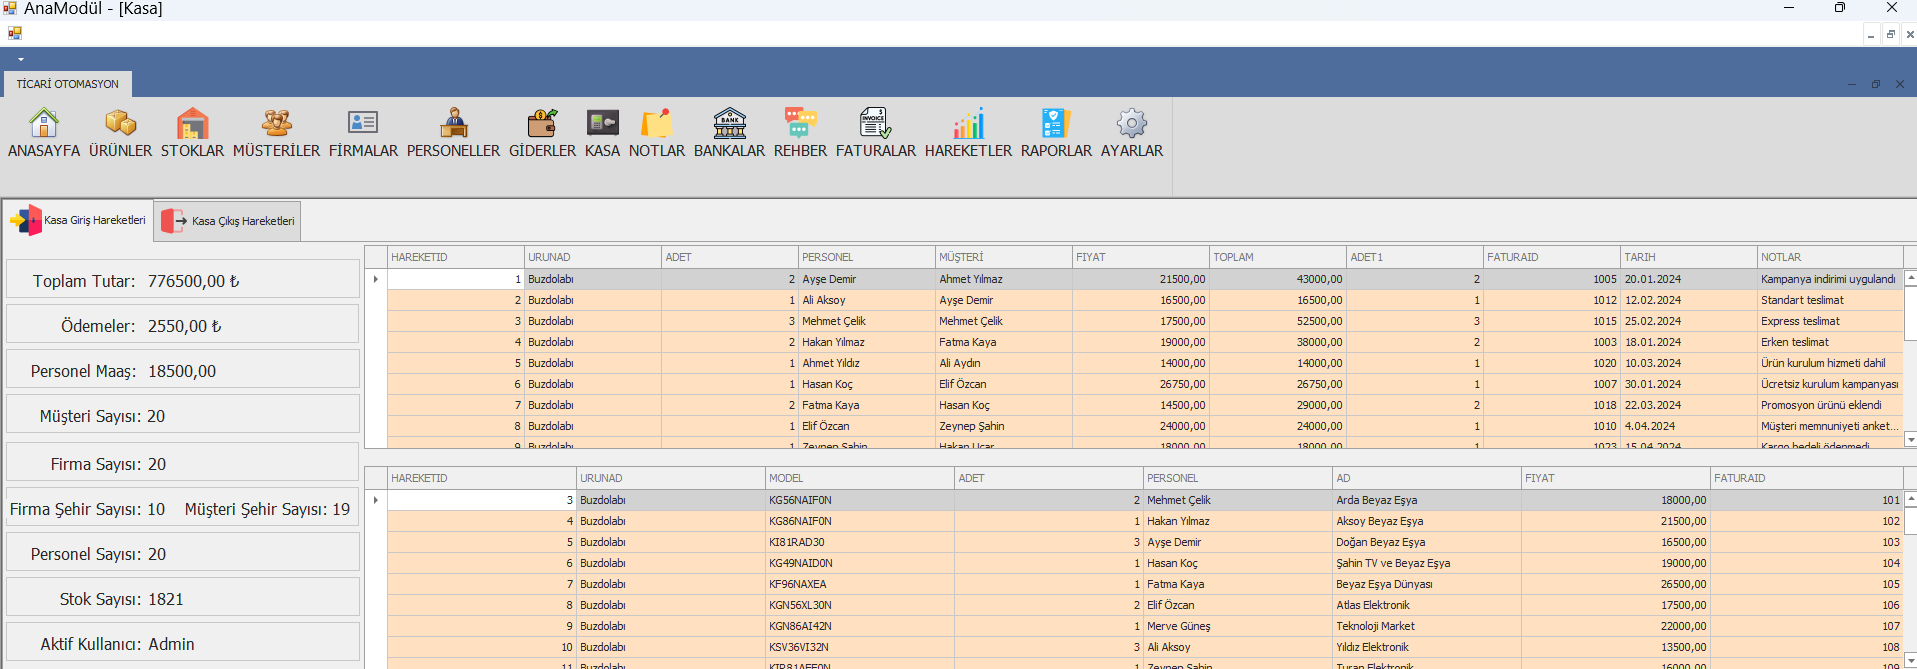 AnaModül - [Kasa]
TİCARİ OTOMASYON
ANASAYFA ÜRÜNLER STOKLAR MÜSTERİLER FİRMALAR PERSONELLER GİDERLER KASA NOTLAR BANKALAR REHBER FATURALAR HAREKETLER RAPORLAR AYARLAR
Kasa Giriş Hareketleri Kasa Çıkış Hareketleri
Toplam Tutar: 776500,00 ₺
Ödemeler: 2550,00 ₺
Personel Maaş: 18500,00
Müşteri Sayısı: 20
Firma Sayısı: 20
Firma Şehir Sayısı: 10 Müşteri Şehir Sayısı: 19
Personel Sayısı: 20
Stok Sayısı: 1821
Aktif Kullanıcı: Admin
HAREKETID URUNAD ADET PERSONEL MÜŞTERİ FIYAT TOPLAM ADET1 FATURAID TARIH NOTLAR
1 Buzdolabı 2 Ayşe Demir Ahmet Yılmaz 21500,00 43000,00 2 1005 20.01.2024 Kampanya indirimi uygulandı
2 Buzdolabı 1 Ali Aksoy Ayşe Demir 16500,00 16500,00 1 1012 12.02.2024 Standart teslimat
3 Buzdolabı 3 Mehmet Çelik Mehmet Çelik 17500,00 52500,00 3 1015 25.02.2024 Express teslimat
4 Buzdolabı 2 Hakan Yılmaz Fatma Kaya 19000,00 38000,00 2 1003 18.01.2024 Erken teslimat
5 Buzdolabı 1 Ahmet Yıldız Ali Aydın 14000,00 14000,00 1 1020 10.03.2024 Ürün kurulum hizmeti dahil
6 Buzdolabı 1 Hasan Koç Elif Özcan 26750,00 26750,00 1 1007 30.01.2024 Ücretsiz kurulum kampanyası
7 Buzdolabı 2 Fatma Kaya Hasan Koç 14500,00 29000,00 2 1018 22.03.2024 Promosyon ürünü eklendi
8 Buzdolabı 1 Elif Özcan Zeynep Şahin 24000,00 24000,00 1 1010 4.04.2024 Müşteri memnuniyeti anket...
9 Buzdolabı 1 Zeynep Şahin Hakan Uçar 18000,00 18000,00 1 1023 15.04.2024 Kargo bedeli ödenmedi
HAREKETID URUNAD MODEL ADET PERSONEL AD FIYAT FATURAID
3 Buzdolabı KG56NAIF0N 2 Mehmet Çelik Arda Beyaz Eşya 18000,00 101
4 Buzdolabı KG86NAIF0N 1 Hakan Yılmaz Aksoy Beyaz Eşya 21500,00 102
5 Buzdolabı KI81RAD30 3 Ayşe Demir Doğan Beyaz Eşya 16500,00 103
6 Buzdolabı KG49NAID0N 1 Hasan Koç Şahin TV ve Beyaz Eşya 19000,00 104
7 Buzdolabı KF96NAXEA 1 Fatma Kaya Beyaz Eşya Dünyası 26500,00 105
8 Buzdolabı KGN56XL30N 2 Elif Özcan Atlas Elektronik 17500,00 106
9 Buzdolabı KGN86AI42N 1 Merve Güneş Teknoloji Market 22000,00 107
10 Buzdolabı KSV36VI32N 3 Ali Aksoy Yıldız Elektronik 13500,00 108
11 Buzdolabı 1 Zeynep Şahin Turan Elektronik 16000,00 109